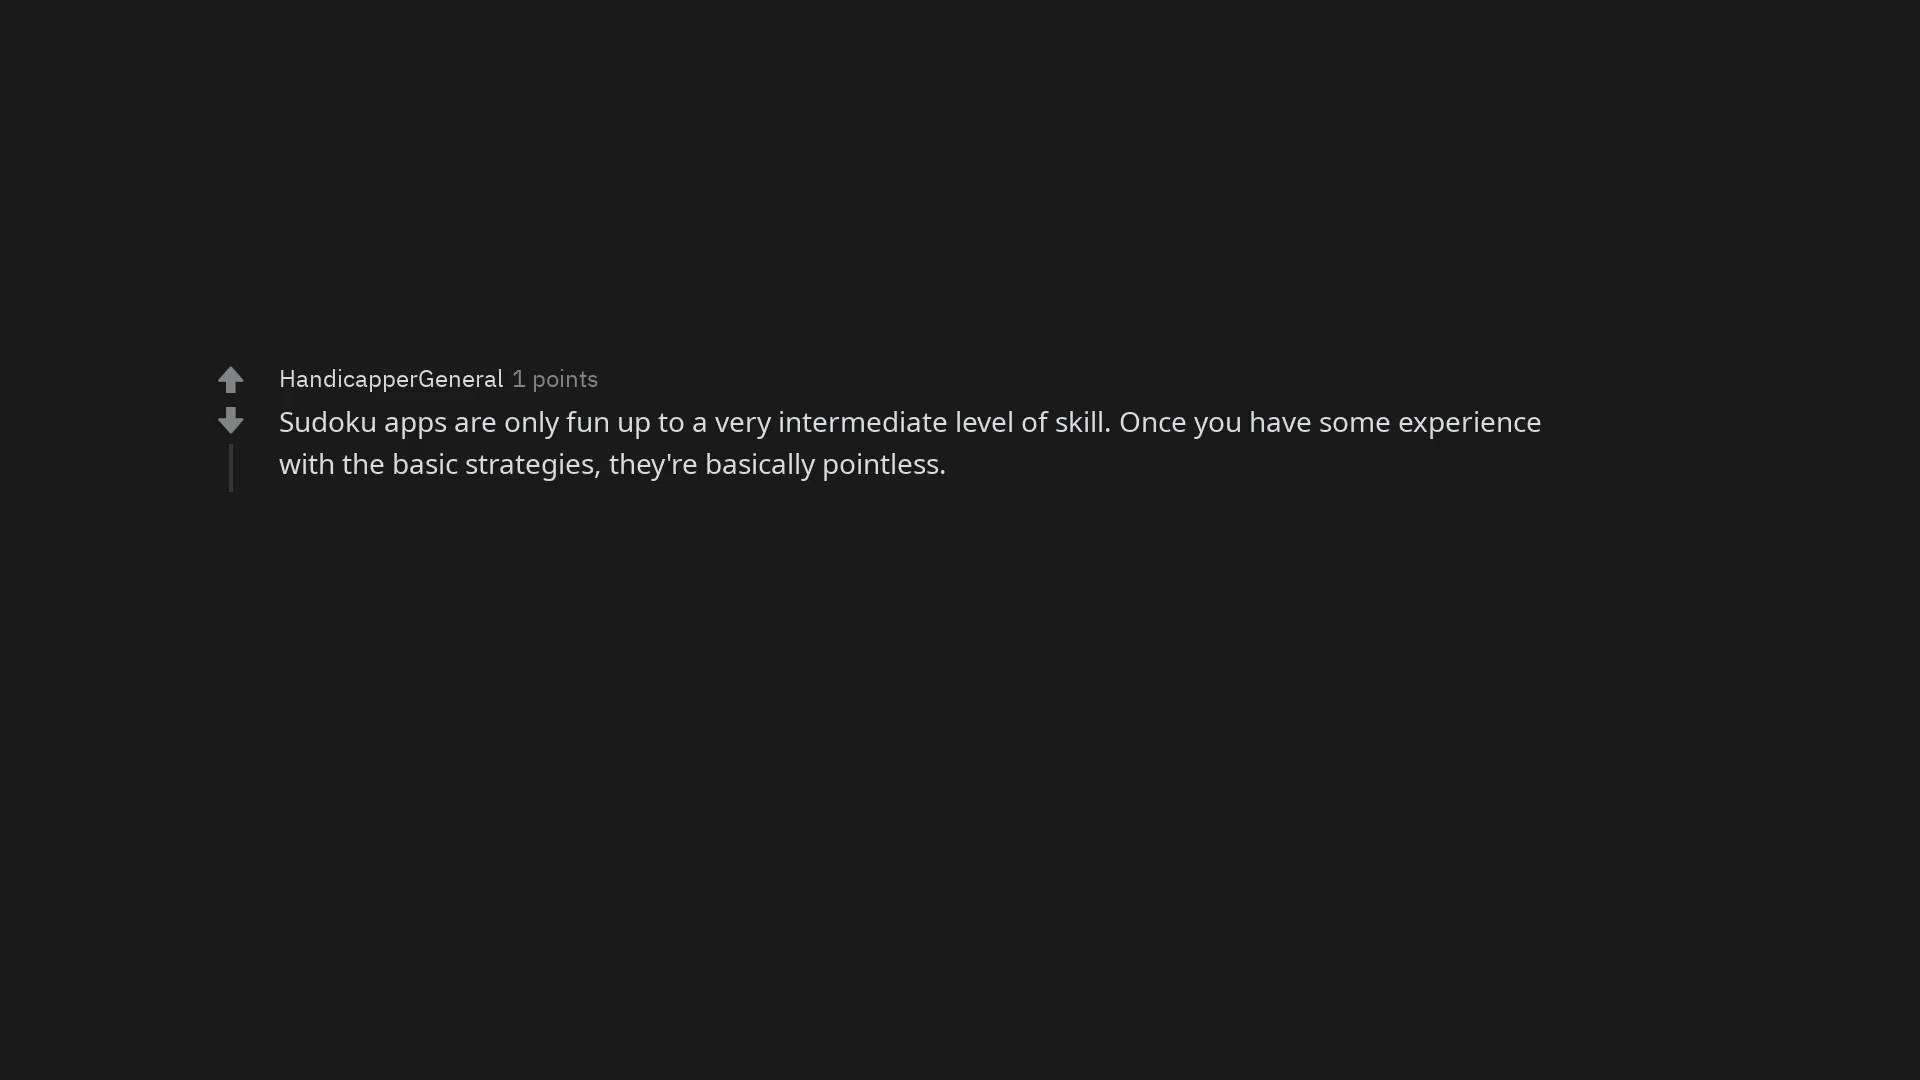 HandicapperGeneral 1 points
Sudoku apps are only fun up to a very intermediate level of skill. Once you have some experience
with the basic strategies, they're basically pointless.